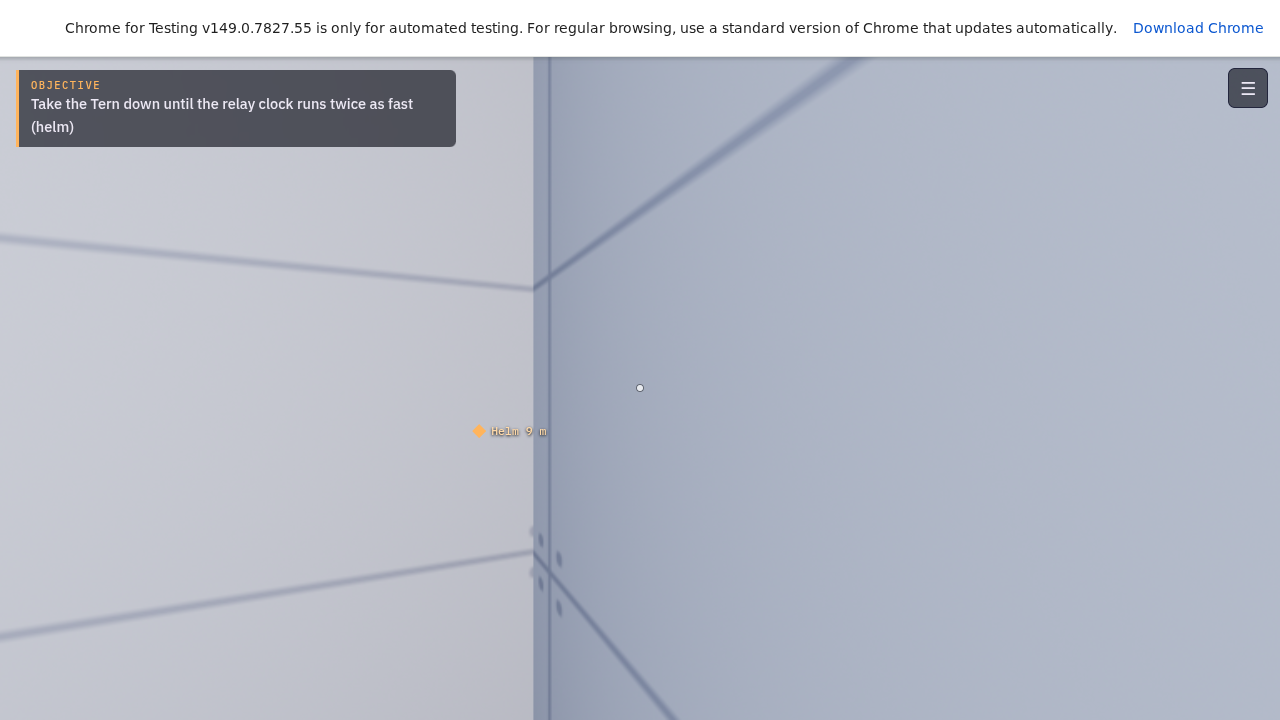 Chrome for Testing v149.0.7827.55 is only for automated testing. For regular browsing, use a standard version of Chrome that updates automatically. Download Chrome
OBJECTIVE
Take the Tern down until the relay clock runs twice as fast
(helm)
Helm 9 m